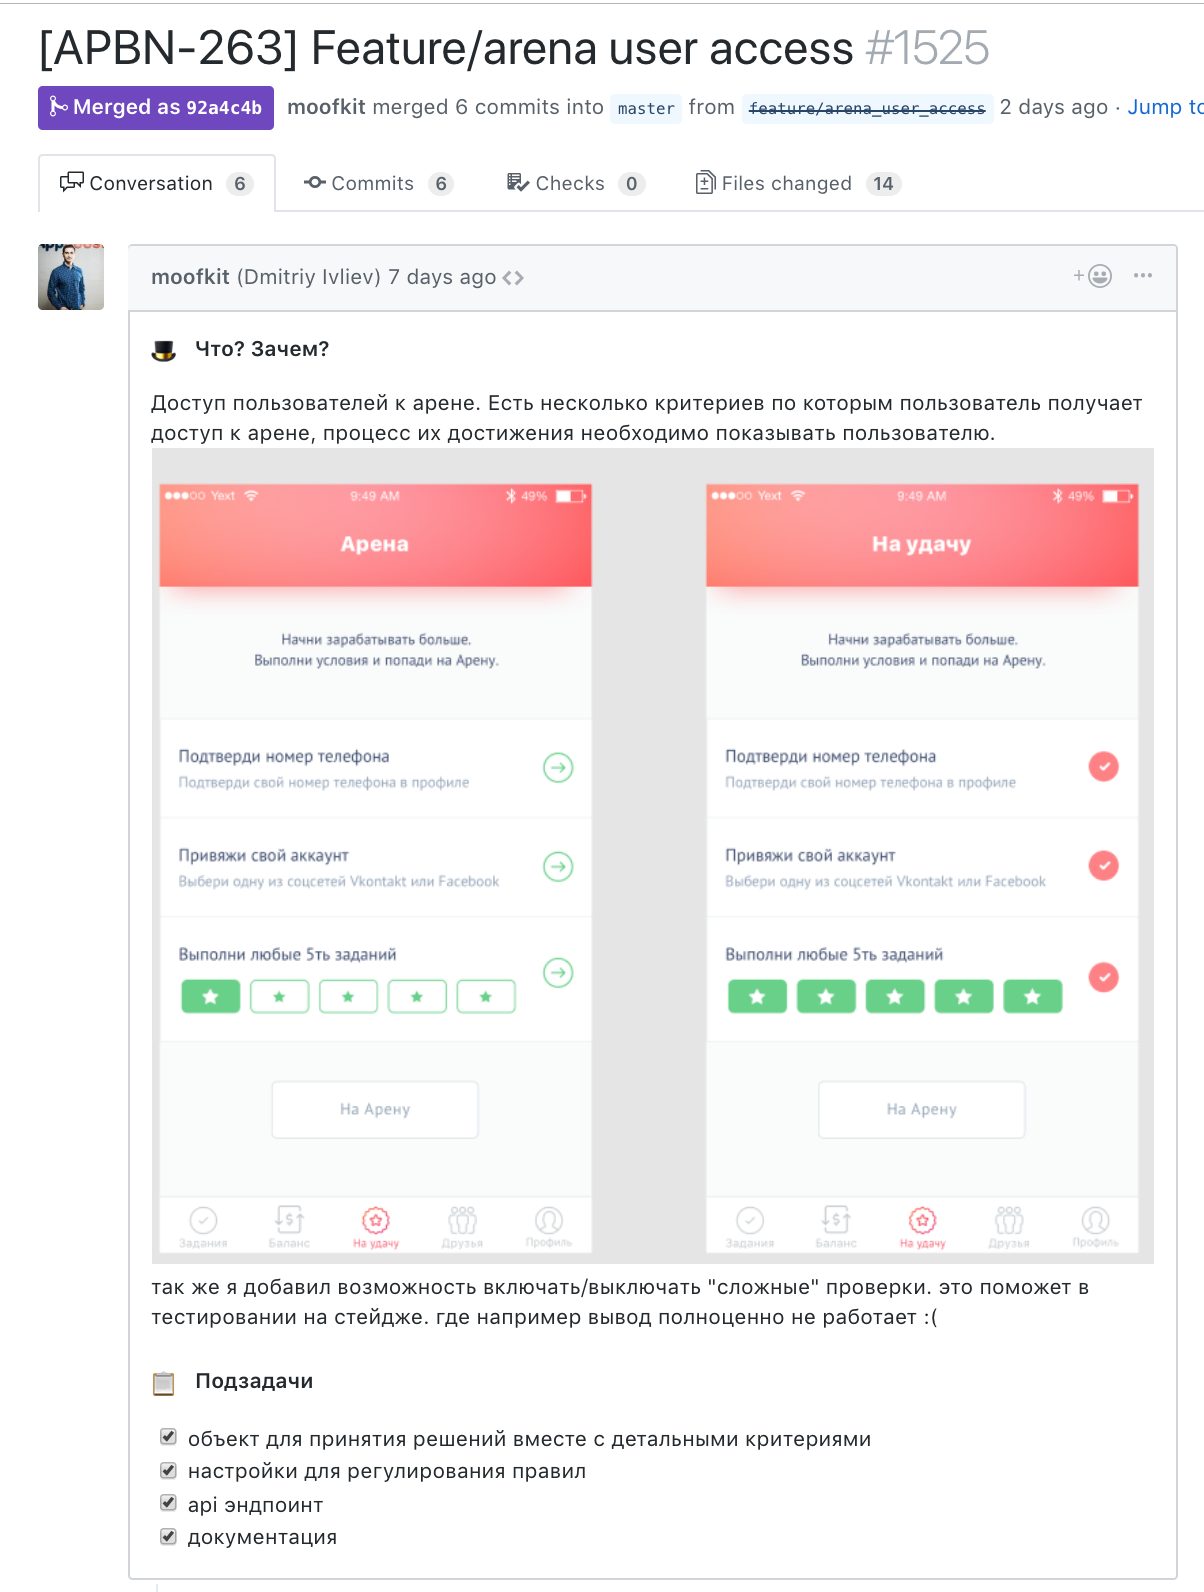 [APBN-263] Feature/arena user access #1525
Merged as 92a4c4b moofkit merged 6 commits into master from feature/arena_user_access 2 days ago · Jump to
Conversation 6 Commits 6 Checks 0 Files changed 14
moofkit (Dmitriy Ivliev) 7 days ago
Что? Зачем?
Доступ пользователей к арене. Есть несколько критериев по которым пользователь получает
доступ к арене, процесс их достижения необходимо показывать пользователю.
Yext 9:49 AM 49%
Арена
Начни зарабатывать больше.
Выполни условия и попади на Арену.
Подтверди номер телефона
Подтверди свой номер телефона в профиле
Привяжи свой аккаунт
Выбери одну из соцсетей Vkontakt или Facebook
Выполни любые 5ть заданий
На Арену
Задания Баланс На удачу Друзья Профиль
Yext 9:49 AM 49%
На удачу
Начни зарабатывать больше.
Выполни условия и попади на Арену.
Подтверди номер телефона
Подтверди свой номер телефона в профиле
Привяжи свой аккаунт
Выбери одну из соцсетей Vkontakt или Facebook
Выполни любые 5ть заданий
На Арену
Задания Баланс На удачу Друзья Профиль
так же я добавил возможность включать/выключать "сложные" проверки. это поможет в
тестировании на стейдже. где например вывод полноценно не работает :(
Подзадачи
объект для принятия решений вместе с детальными критериями
настройки для регулирования правил
api эндпоинт
документация